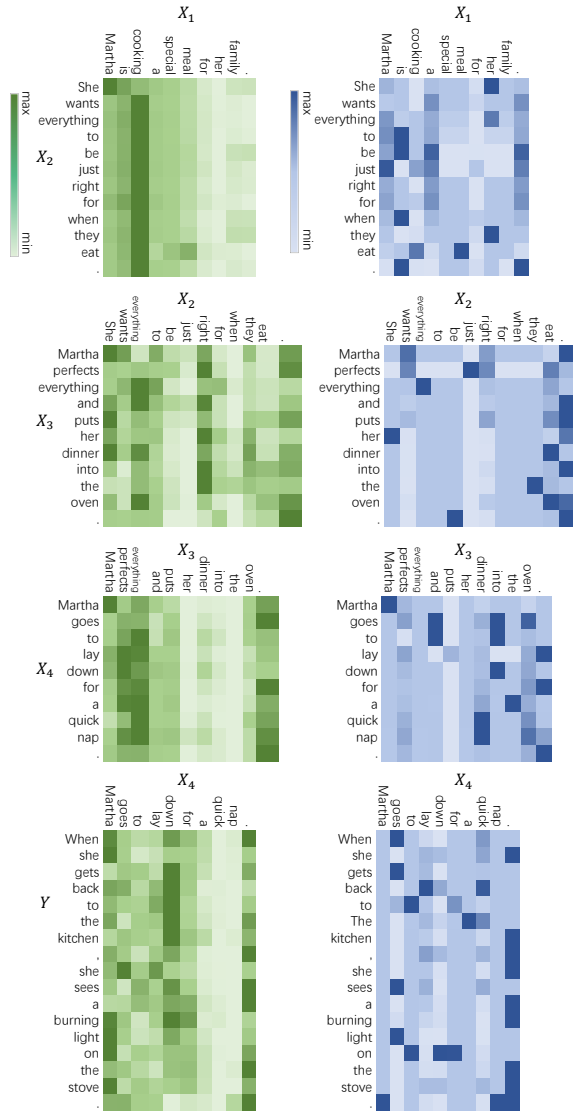 X₁
Martha is cooking a special meal for her family .
max
min
X₂
She
wants
everything
to
be
just
right
for
when
they
eat
.
X₁
Martha is cooking a special meal for her family .
max
min
She
wants
everything
to
be
just
right
for
when
they
eat
.
X₂
She wants everything to be just right for when they eat .
X₃
Martha
perfects
everything
and
puts
her
dinner
into
the
oven
.
X₂
She wants everything to be just right for when they eat .
Martha
perfects
everything
and
puts
her
dinner
into
the
oven
.
X₃
Martha perfects everything and puts her dinner into the oven .
X₄
Martha
goes
to
lay
down
for
a
quick
nap
.
X₃
Martha perfects everything and puts her dinner into the oven .
Martha
goes
to
lay
down
for
a
quick
nap
.
X₄
Martha goes to lay down for a quick nap .
Y
When
she
gets
back
to
the
kitchen
,
she
sees
a
burning
light
on
the
stove
.
X₄
Martha goes to lay down for a quick nap .
When
she
gets
back
to
The
kitchen
,
she
sees
a
burning
light
on
the
stove
.